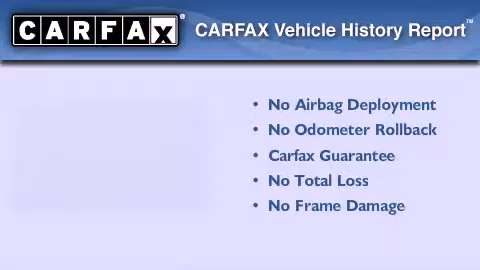 CARFAX® CARFAX Vehicle History Report™
• No Airbag Deployment
• No Odometer Rollback
• Carfax Guarantee
• No Total Loss
• No Frame Damage